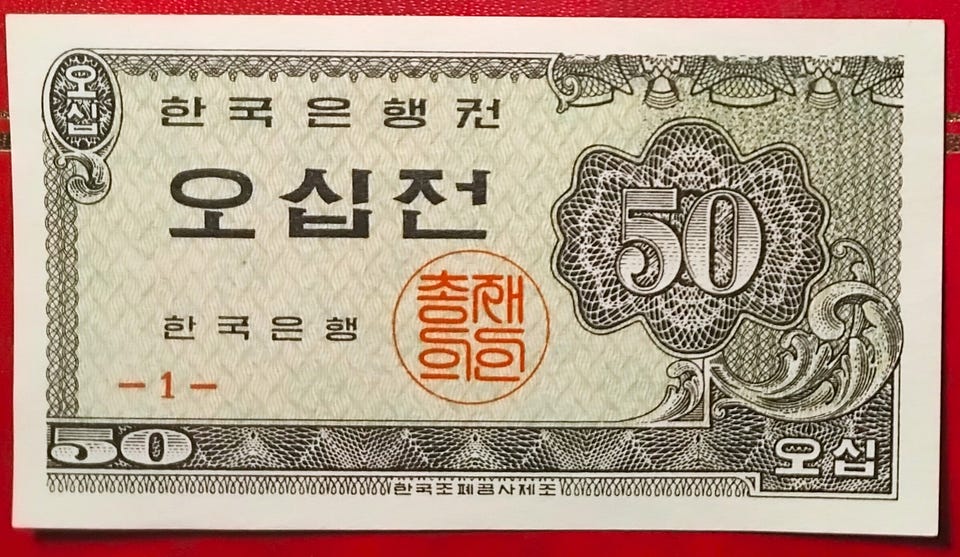 오십
한국은행권
오십전
50
총재
의인
한국은행
— 1 —
50
오십
한국조폐공사제조